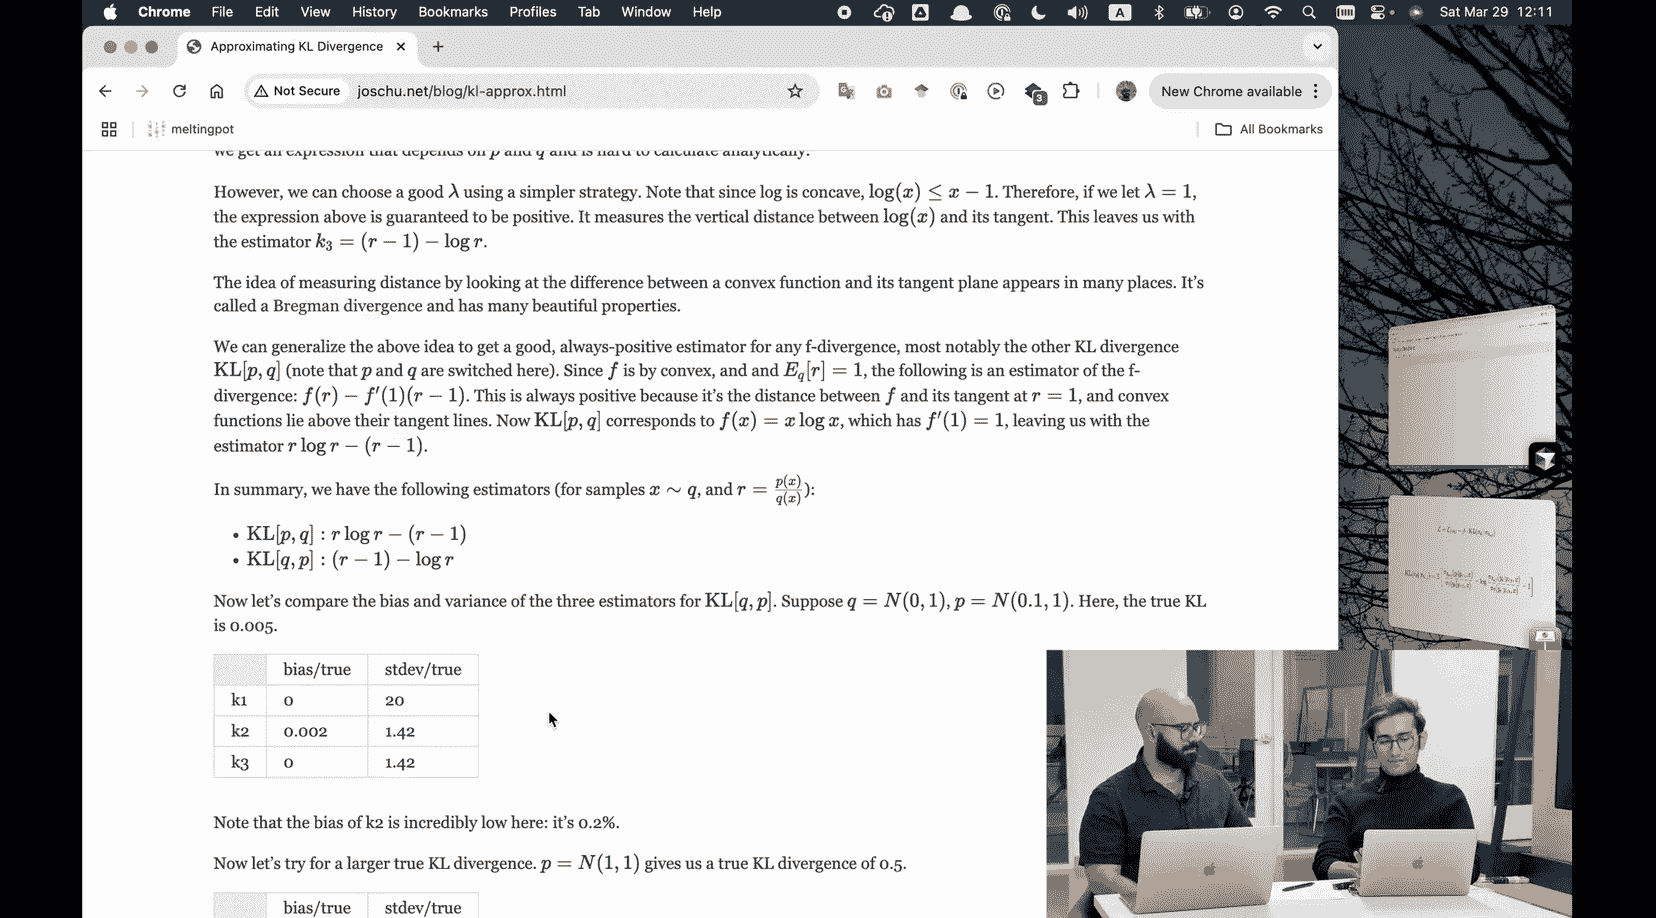 Chrome File Edit View History Bookmarks Profiles Tab Window Help A Sat Mar 29 12:11
Approximating KL Divergence
Not Secure joschu.net/blog/kl-approx.html 3 New Chrome available
meltingpot All Bookmarks
we get an expression that depends on p and q and is hard to calculate analytically.
However, we can choose a good λ using a simpler strategy. Note that since log is concave, log(x) ≤ x − 1. Therefore, if we let λ = 1,
the expression above is guaranteed to be positive. It measures the vertical distance between log(x) and its tangent. This leaves us with
the estimator k₃ = (r − 1) − log r.
The idea of measuring distance by looking at the difference between a convex function and its tangent plane appears in many places. It’s
called a Bregman divergence and has many beautiful properties.
We can generalize the above idea to get a good, always-positive estimator for any f-divergence, most notably the other KL divergence
KL[p, q] (note that p and q are switched here). Since f is by convex, and and E_q[r] = 1, the following is an estimator of the f-
divergence: f(r) − f′(1)(r − 1). This is always positive because it’s the distance between f and its tangent at r = 1, and convex
functions lie above their tangent lines. Now KL[p, q] corresponds to f(x) = x log x, which has f′(1) = 1, leaving us with the
estimator r log r − (r − 1).
In summary, we have the following estimators (for samples x ∼ q, and r = p(x)/q(x)):
• KL[p, q] : r log r − (r − 1)
• KL[q, p] : (r − 1) − log r
Now let’s compare the bias and variance of the three estimators for KL[q, p]. Suppose q = N(0, 1), p = N(0.1, 1). Here, the true KL
is 0.005.
bias/true stdev/true
k1 0 20
k2 0.002 1.42
k3 0 1.42
Note that the bias of k2 is incredibly low here: it’s 0.2%.
Now let’s try for a larger true KL divergence. p = N(1, 1) gives us a true KL divergence of 0.5.
bias/true stdev/true